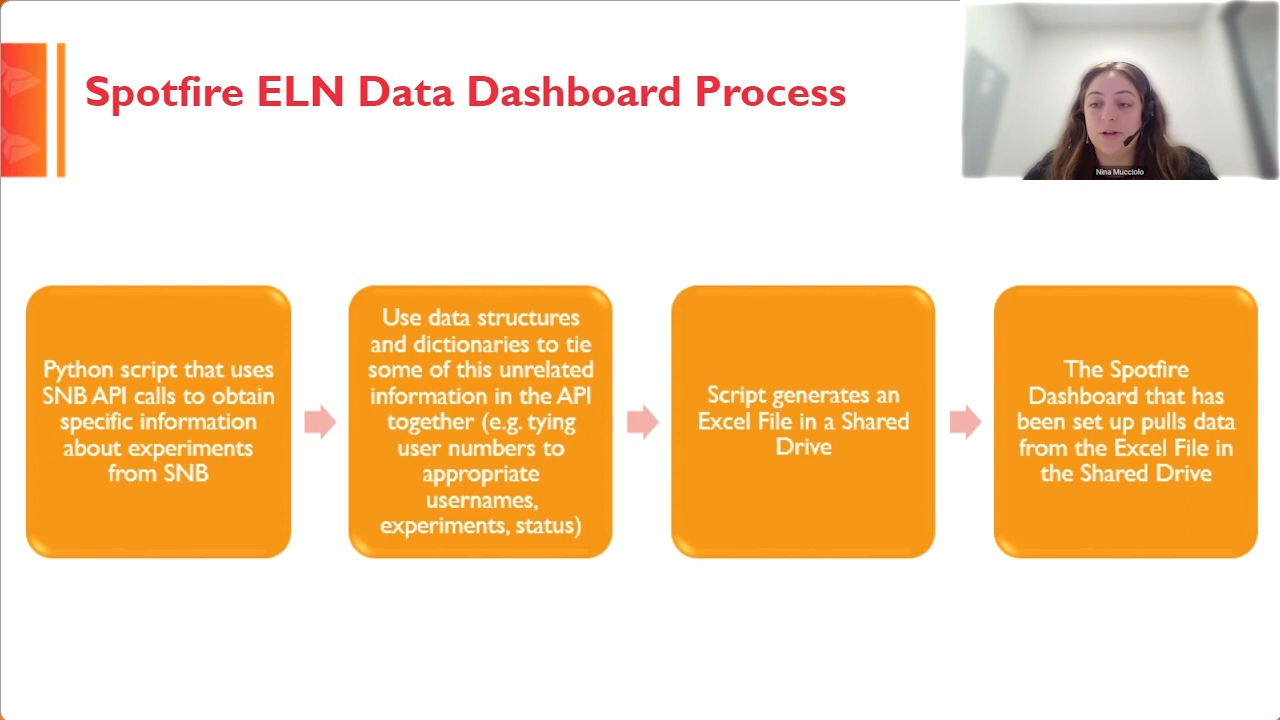 Spotfire ELN Data Dashboard Process
Nina Mucciolo
Python script that uses
SNB API calls to obtain
specific information
about experiments
from SNB
Use data structures
and dictionaries to tie
some of this unrelated
information in the API
together (e.g. tying
user numbers to
appropriate
usernames,
experiments, status)
Script generates an
Excel File in a Shared
Drive
The Spotfire
Dashboard that has
been set up pulls data
from the Excel File in
the Shared Drive